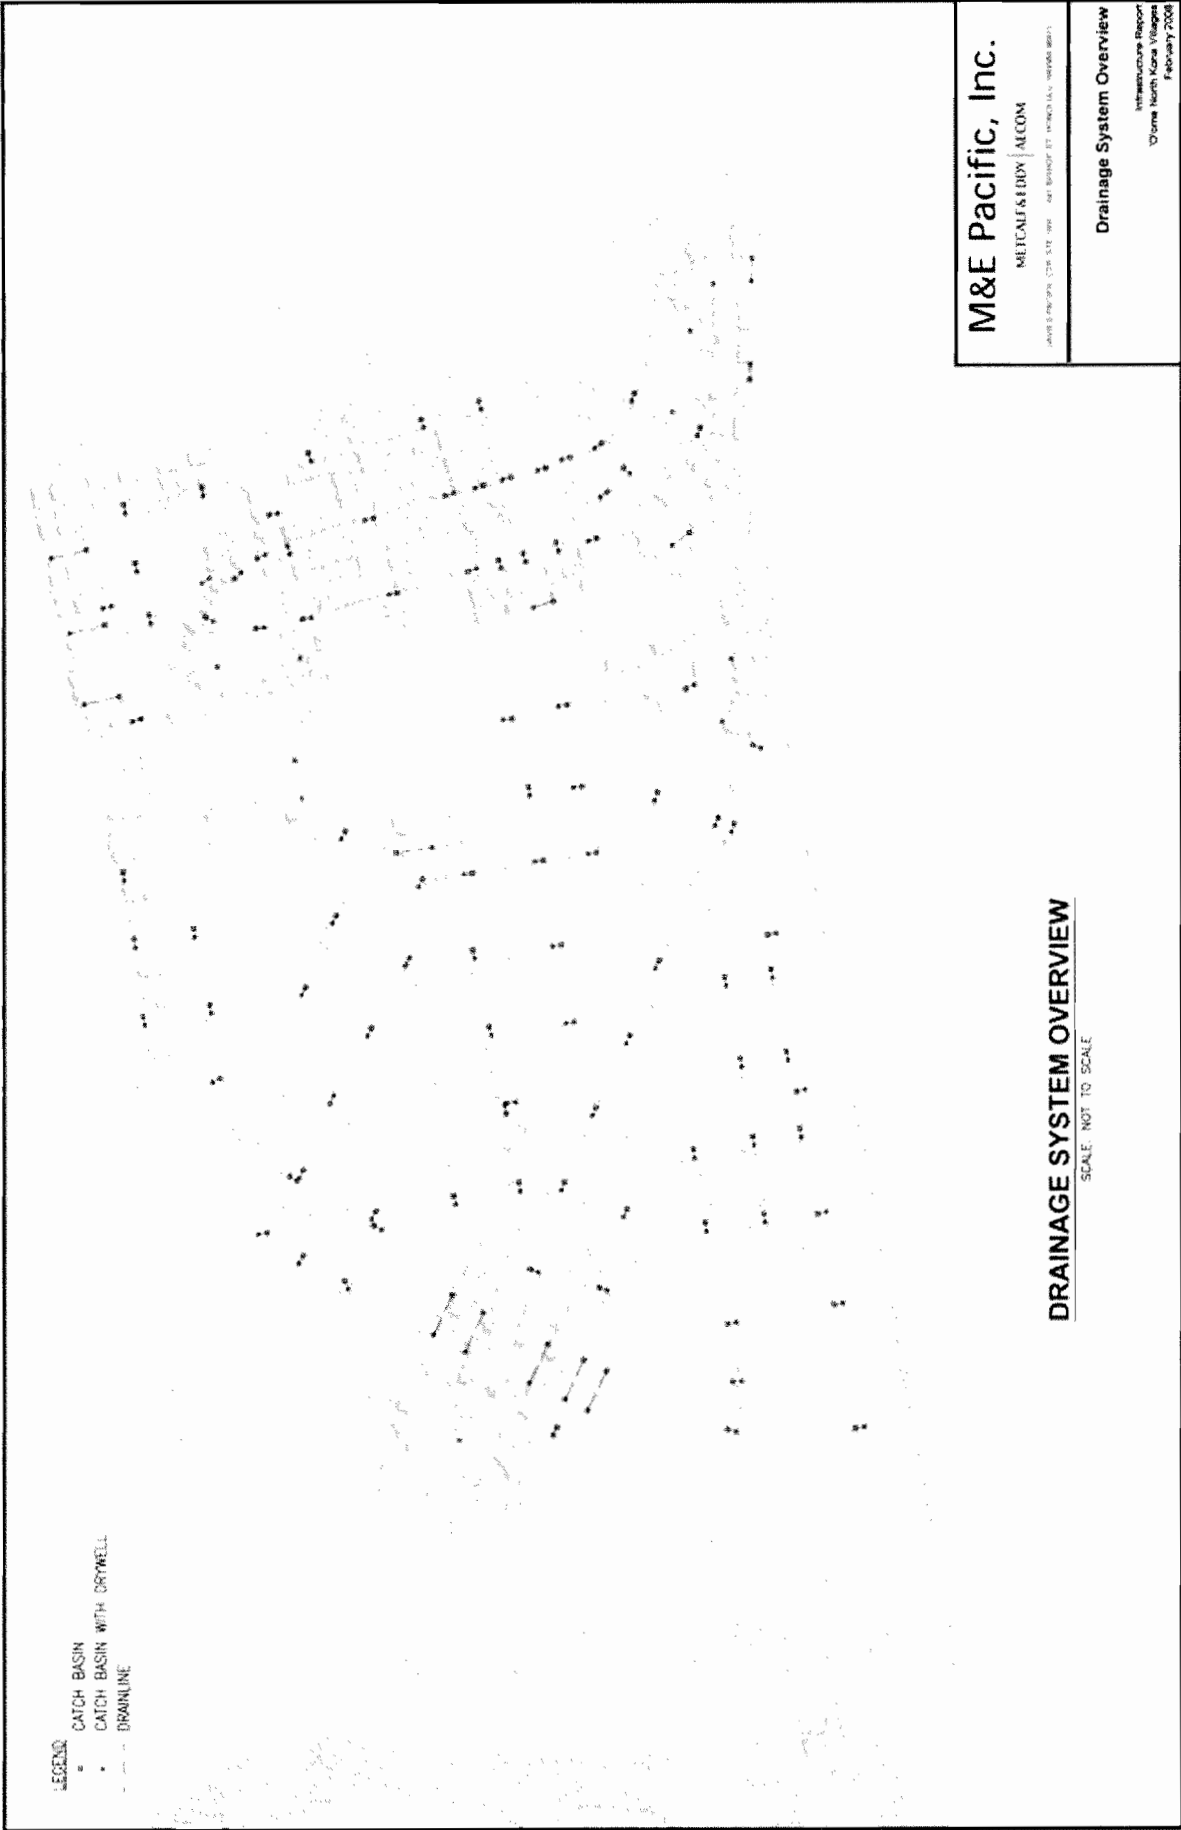 LEGEND
CATCH BASIN
CATCH BASIN WITH DRYWELL
DRAINLINE
DRAINAGE SYSTEM OVERVIEW
SCALE: NOT TO SCALE
M&E Pacific, Inc.
METCALF & EDDY | AECOM
Drainage System Overview
Infrastructure Report
'O'oma North Kona Villages
February 2008